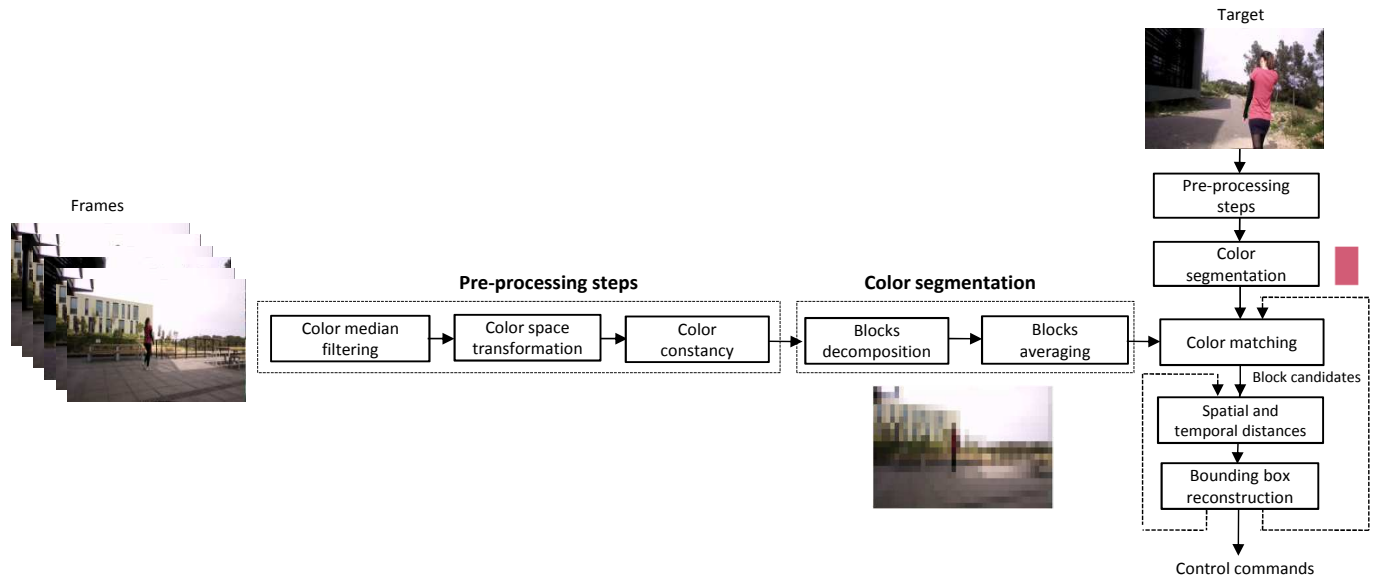 Target
Pre-processing
steps
Frames
Color
segmentation
Pre-processing steps
Color segmentation
Color median
filtering
Color space
transformation
Color
constancy
Blocks
decomposition
Blocks
averaging
Color matching
Block candidates
Spatial and
temporal distances
Bounding box
reconstruction
Control commands